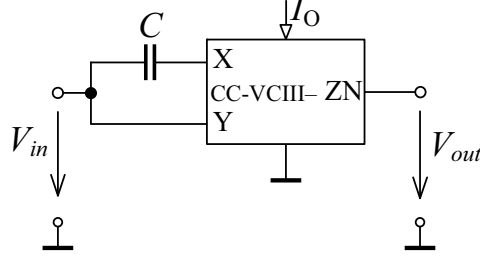 I_O
C
X
CC-VCIII– ZN
Y
V_in
V_out